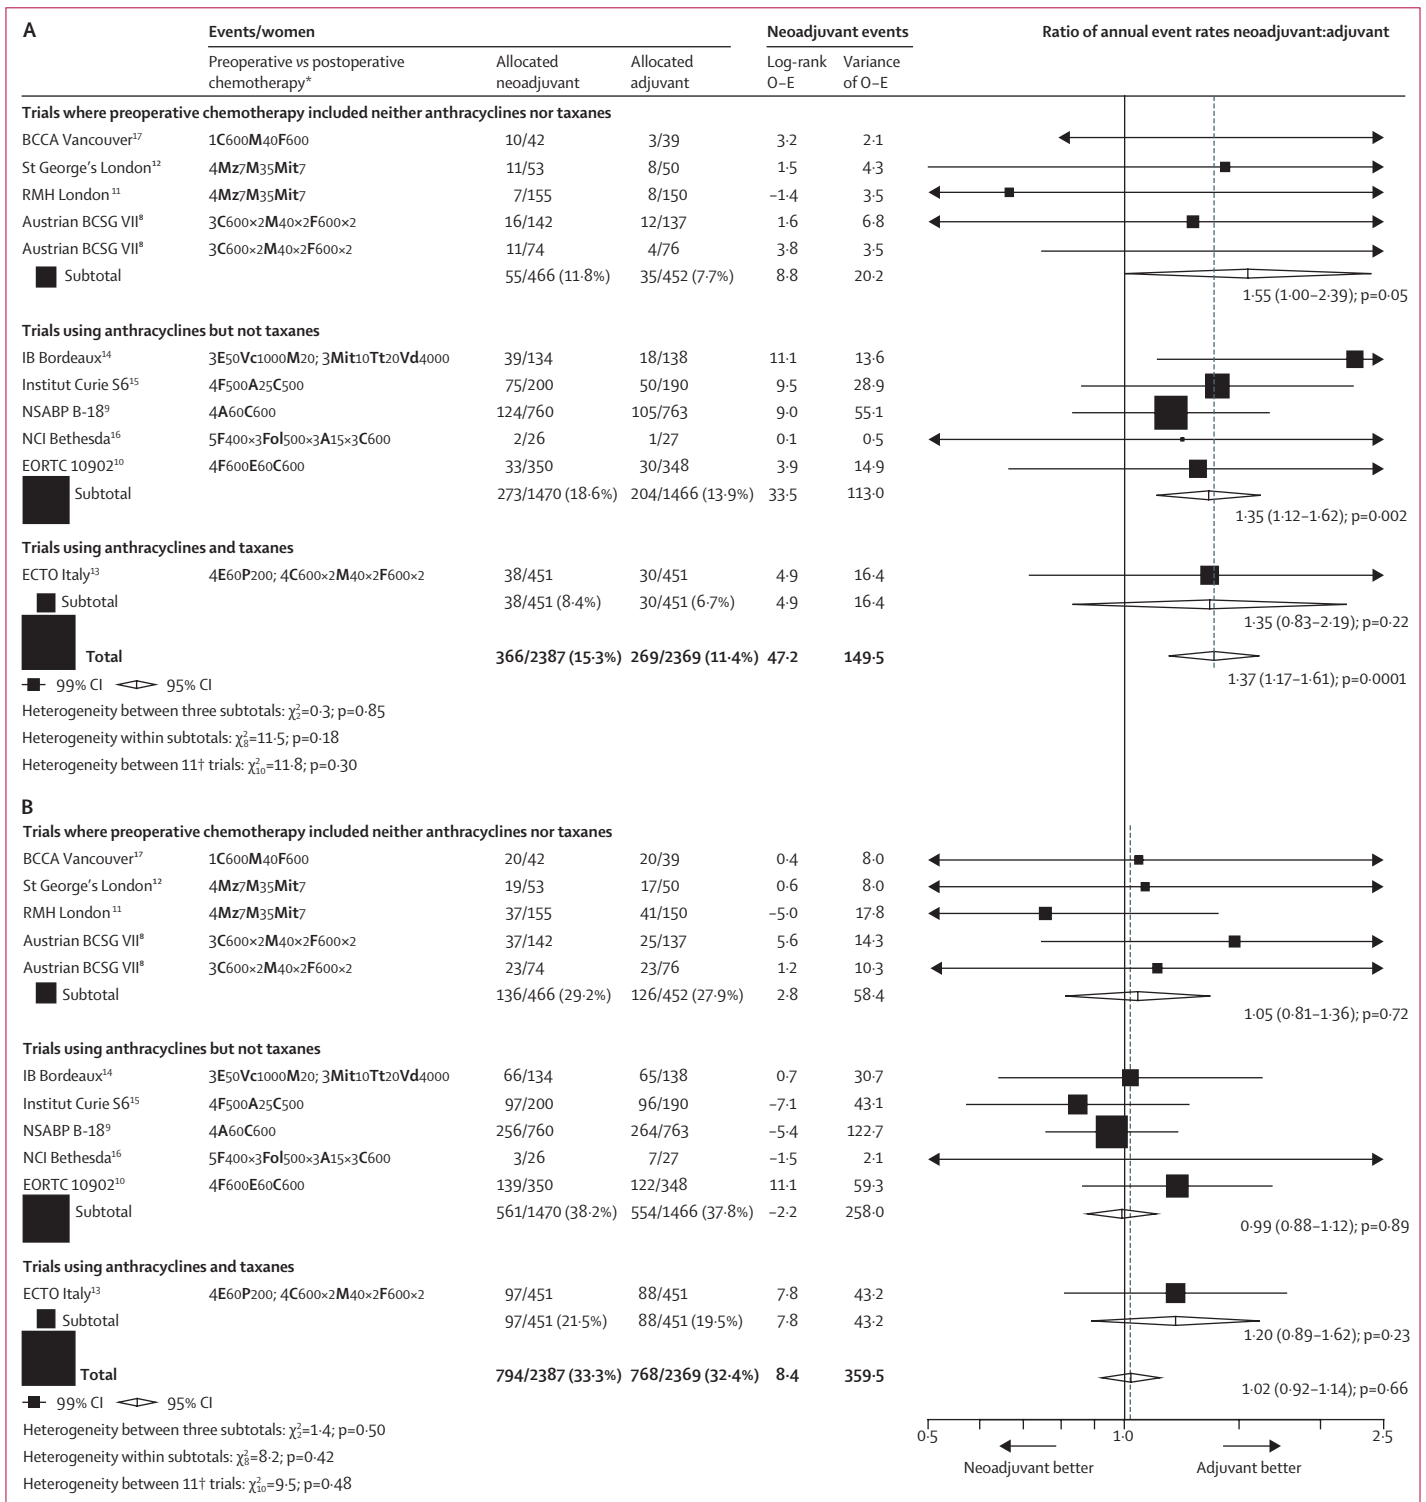 A Events/women Neoadjuvant events Ratio of annual event rates neoadjuvant:adjuvant
Preoperative vs postoperative chemotherapy* Allocated neoadjuvant Allocated adjuvant Log-rank O–E Variance of O–E
Trials where preoperative chemotherapy included neither anthracyclines nor taxanes
BCCA Vancouver¹⁷ 1C600M40F600 10/42 3/39 3·2 2·1
St George's London¹² 4Mz7M35Mit7 11/53 8/50 1·5 4·3
RMH London¹¹ 4Mz7M35Mit7 7/155 8/150 –1·4 3·5
Austrian BCSG VII⁸ 3C600×2M40×2F600×2 16/142 12/137 1·6 6·8
Austrian BCSG VII⁸ 3C600×2M40×2F600×2 11/74 4/76 3·8 3·5
Subtotal 55/466 (11·8%) 35/452 (7·7%) 8·8 20·2
1·55 (1·00–2·39); p=0·05
Trials using anthracyclines but not taxanes
IB Bordeaux¹⁴ 3E50Vc1000M20; 3Mit10Tt20Vd4000 39/134 18/138 11·1 13·6
Institut Curie S6¹⁵ 4F500A25C500 75/200 50/190 9·5 28·9
NSABP B-18⁹ 4A60C600 124/760 105/763 9·0 55·1
NCI Bethesda¹⁶ 5F400×3Fol500×3A15×3C600 2/26 1/27 0·1 0·5
EORTC 10902¹⁰ 4F600E60C600 33/350 30/348 3·9 14·9
Subtotal 273/1470 (18·6%) 204/1466 (13·9%) 33·5 113·0
1·35 (1·12–1·62); p=0·002
Trials using anthracyclines and taxanes
ECTO Italy¹³ 4E60P200; 4C600×2M40×2F600×2 38/451 30/451 4·9 16·4
Subtotal 38/451 (8·4%) 30/451 (6·7%) 4·9 16·4
1·35 (0·83–2·19); p=0·22
Total 366/2387 (15·3%) 269/2369 (11·4%) 47·2 149·5
1·37 (1·17–1·61); p=0·0001
99% CI 95% CI
Heterogeneity between three subtotals: χ²₂=0·3; p=0·85
Heterogeneity within subtotals: χ²₈=11·5; p=0·18
Heterogeneity between 11† trials: χ²₁₀=11·8; p=0·30
B
Trials where preoperative chemotherapy included neither anthracyclines nor taxanes
BCCA Vancouver¹⁷ 1C600M40F600 20/42 20/39 0·4 8·0
St George's London¹² 4Mz7M35Mit7 19/53 17/50 0·6 8·0
RMH London¹¹ 4Mz7M35Mit7 37/155 41/150 –5·0 17·8
Austrian BCSG VII⁸ 3C600×2M40×2F600×2 37/142 25/137 5·6 14·3
Austrian BCSG VII⁸ 3C600×2M40×2F600×2 23/74 23/76 1·2 10·3
Subtotal 136/466 (29·2%) 126/452 (27·9%) 2·8 58·4
1·05 (0·81–1·36); p=0·72
Trials using anthracyclines but not taxanes
IB Bordeaux¹⁴ 3E50Vc1000M20; 3Mit10Tt20Vd4000 66/134 65/138 0·7 30·7
Institut Curie S6¹⁵ 4F500A25C500 97/200 96/190 –7·1 43·1
NSABP B-18⁹ 4A60C600 256/760 264/763 –5·4 122·7
NCI Bethesda¹⁶ 5F400×3Fol500×3A15×3C600 3/26 7/27 –1·5 2·1
EORTC 10902¹⁰ 4F600E60C600 139/350 122/348 11·1 59·3
Subtotal 561/1470 (38·2%) 554/1466 (37·8%) –2·2 258·0
0·99 (0·88–1·12); p=0·89
Trials using anthracyclines and taxanes
ECTO Italy¹³ 4E60P200; 4C600×2M40×2F600×2 97/451 88/451 7·8 43·2
Subtotal 97/451 (21·5%) 88/451 (19·5%) 7·8 43·2
1·20 (0·89–1·62); p=0·23
Total 794/2387 (33·3%) 768/2369 (32·4%) 8·4 359·5
1·02 (0·92–1·14); p=0·66
99% CI 95% CI
Heterogeneity between three subtotals: χ²₂=1·4; p=0·50
Heterogeneity within subtotals: χ²₈=8·2; p=0·42
Heterogeneity between 11† trials: χ²₁₀=9·5; p=0·48
0·5 1·0 2·5
Neoadjuvant better Adjuvant better